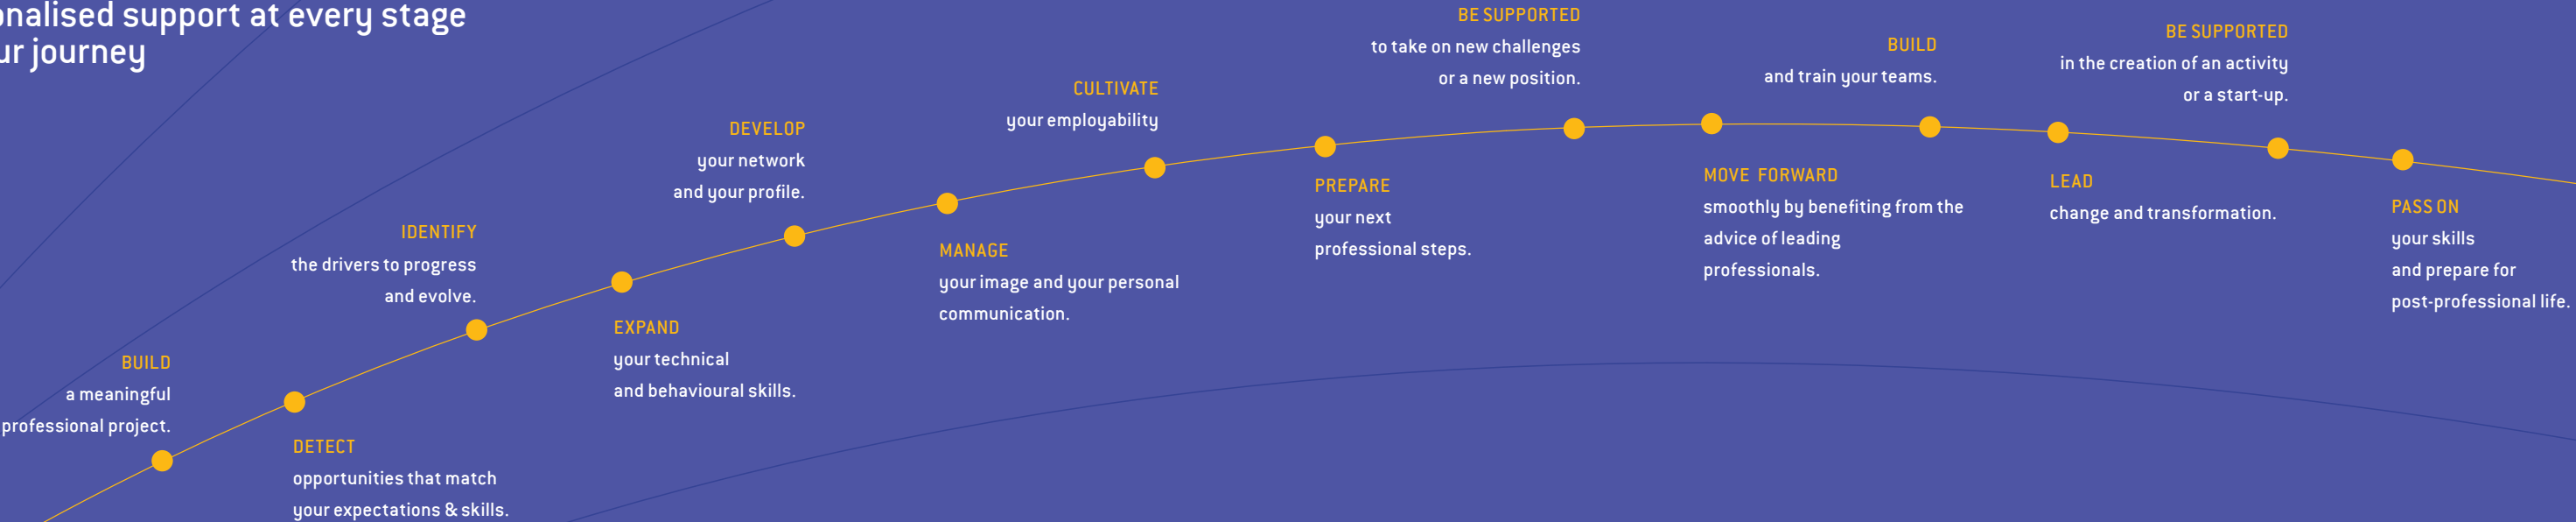 onalised support at every stage
ur journey
BUILD
a meaningful
professional project.
DETECT
opportunities that match
your expectations & skills.
IDENTIFY
the drivers to progress
and evolve.
EXPAND
your technical
and behavioural skills.
DEVELOP
your network
and your profile.
MANAGE
your image and your personal
communication.
CULTIVATE
your employability
PREPARE
your next
professional steps.
BE SUPPORTED
to take on new challenges
or a new position.
MOVE FORWARD
smoothly by benefiting from the
advice of leading
professionals.
BUILD
and train your teams.
LEAD
change and transformation.
BE SUPPORTED
in the creation of an activity
or a start-up.
PASS ON
your skills
and prepare for
post-professional life.